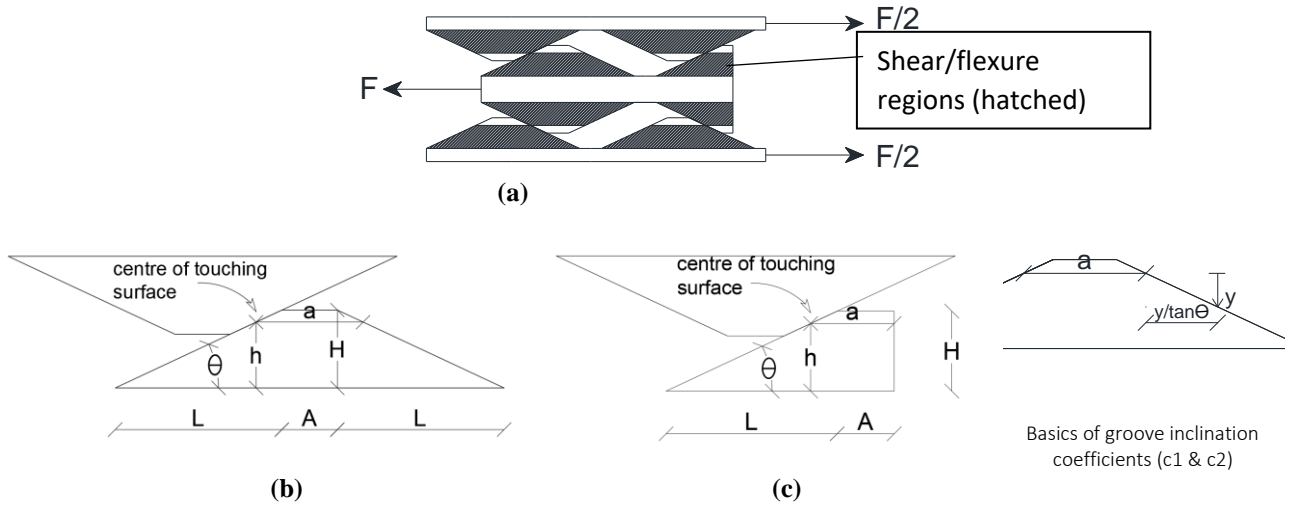 F/2
Shear/flexure
regions (hatched)
F
F/2
(a)
centre of touching
surface
a
h
H
Θ
L
A
L
(b)
centre of touching
surface
a
h
H
Θ
L
A
(c)
a
y
y/tanΘ
Basics of groove inclination
coefficients (c1 & c2)